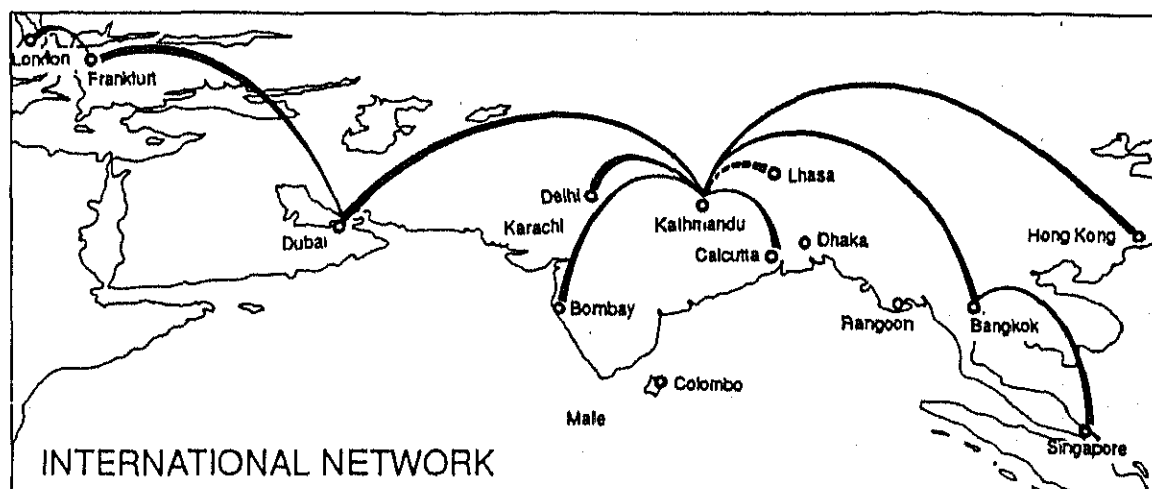 London
Frankfurt
Lhasa
Delhi
Kathmandu
Karachi
Dubai
Dhaka
Hong Kong
Calcutta
Bombay
Rangoon
Bangkok
Colombo
Male
Singapore
INTERNATIONAL NETWORK